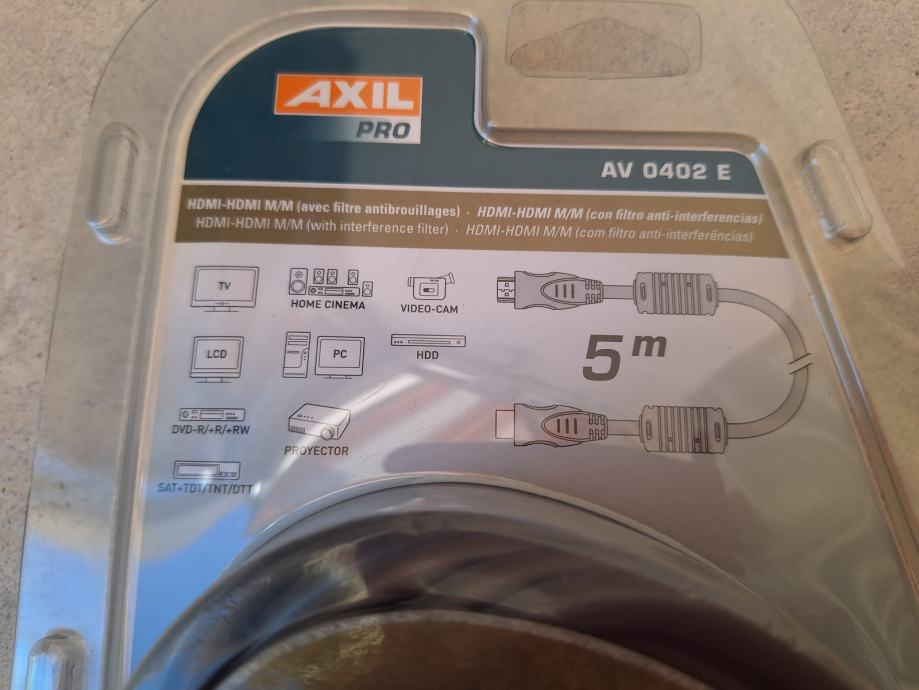 AXIL
PRO
AV 0402 E
HDMI-HDMI M/M (avec filtre antibrouillages) · HDMI-HDMI M/M (con filtro anti-interferencias)
HDMI-HDMI M/M (with interference filter) · HDMI-HDMI M/M (com filtro anti-interferências)
TV
HOME CINEMA
VIDEO-CAM
5m
LCD
PC
HDD
DVD-R/+R/+RW
PROYECTOR
SAT+TDT/TNT/DTT